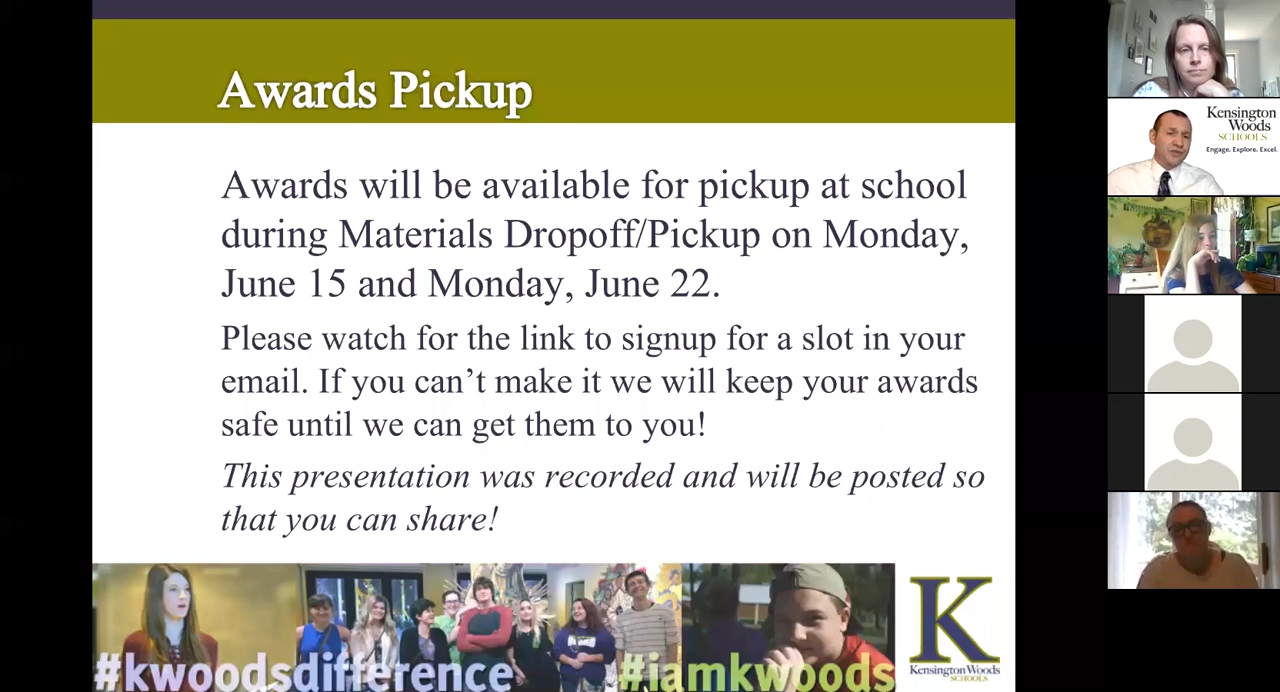 Awards Pickup
Awards will be available for pickup at school
during Materials Dropoff/Pickup on Monday,
June 15 and Monday, June 22.
Please watch for the link to signup for a slot in your
email. If you can’t make it we will keep your awards
safe until we can get them to you!
This presentation was recorded and will be posted so
that you can share!
#kwoodsdifference
#iamkwoods
K
Kensington Woods
SCHOOLS
Kensington
Woods
SCHOOLS
Engage. Explore. Excel.